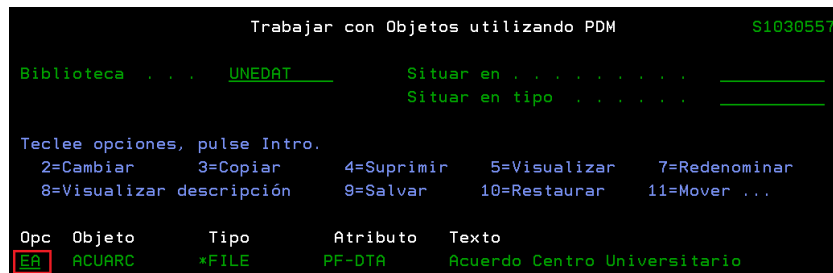 Trabajar con Objetos utilizando PDM S1030557
Biblioteca . . . UNEDAT Situar en . . . . . . . . .
Situar en tipo . . . . . .
Teclee opciones, pulse Intro.
2=Cambiar 3=Copiar 4=Suprimir 5=Visualizar 7=Redenominar
8=Visualizar descripción 9=Salvar 10=Restaurar 11=Mover ...
Opc Objeto Tipo Atributo Texto
EA ACUARC *FILE PF-DTA Acuerdo Centro Universitario